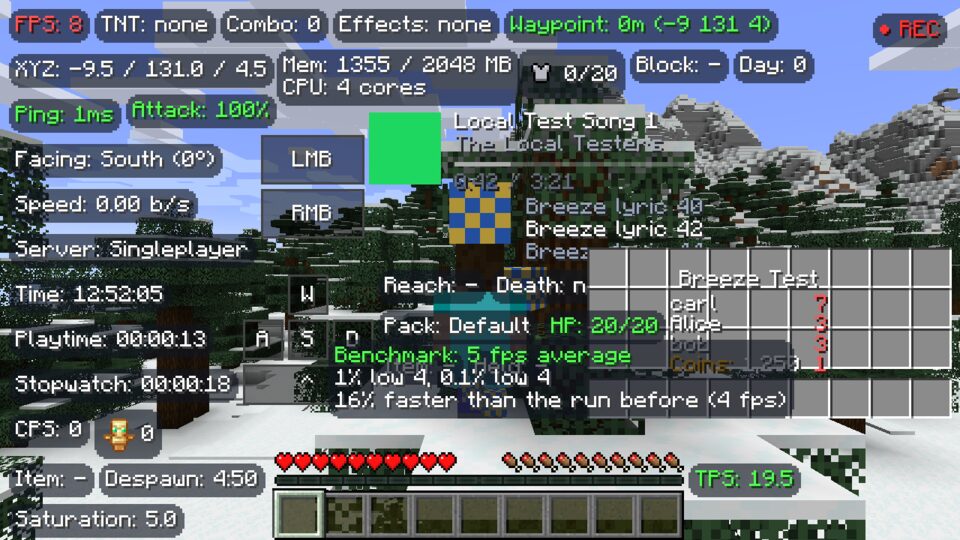 FPS: 8 TNT: none Combo: 0 Effects: none Waypoint: 0m (-9 131 4) REC
XYZ: -9.5 / 131.0 / 4.5 Mem: 1355 / 2048 MB
CPU: 4 cores
0/20 Block: - Day: 0
Ping: 1ms Attack: 100%
Local Test Song 1
The Local Testers
0:42 / 3:21
Facing: South (0°) LMB
Speed: 0.00 b/s RMB
Breeze lyric 40
Breeze lyric 42
Breeze
Server: Singleplayer
Time: 12:52:05 W
Reach: - Death: n
Breeze Test
carl 7
Alice 3
bob 3
Coins: 1,250 1
Playtime: 00:00:13 A S D
Pack: Default HP: 20/20
Benchmark: 5 fps average
1% low 4, 0.1% low 4
16% faster than the run before (4 fps)
Stopwatch: 00:00:18 ^
CPS: 0 0
Item: - Despawn: 4:50 TPS: 19.5
Saturation: 5.0